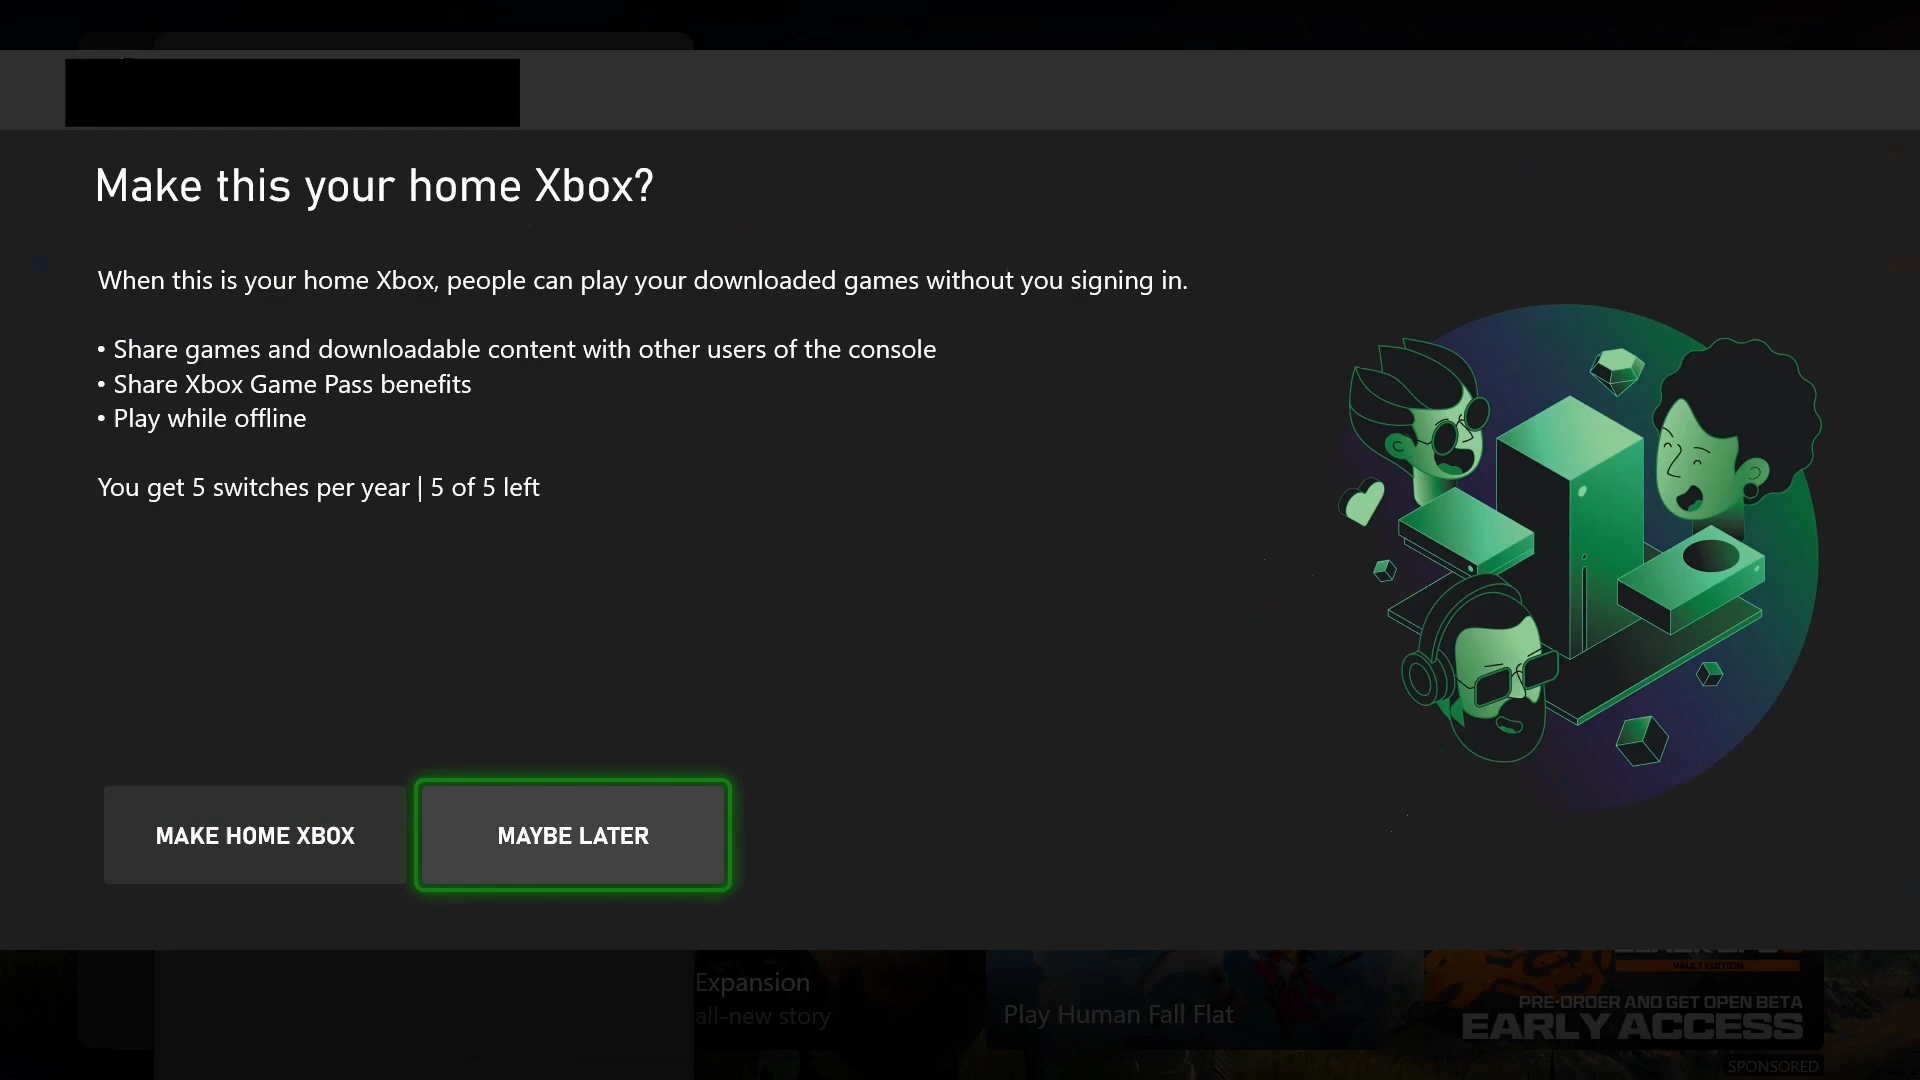 Make this your home Xbox?
When this is your home Xbox, people can play your downloaded games without you signing in.
• Share games and downloadable content with other users of the console
• Share Xbox Game Pass benefits
• Play while offline
You get 5 switches per year | 5 of 5 left
MAKE HOME XBOX
MAYBE LATER
Expansion
all-new story
Play Human Fall Flat
VAULT EDITION
PRE-ORDER AND GET OPEN BETA
EARLY ACCESS
SPONSORED